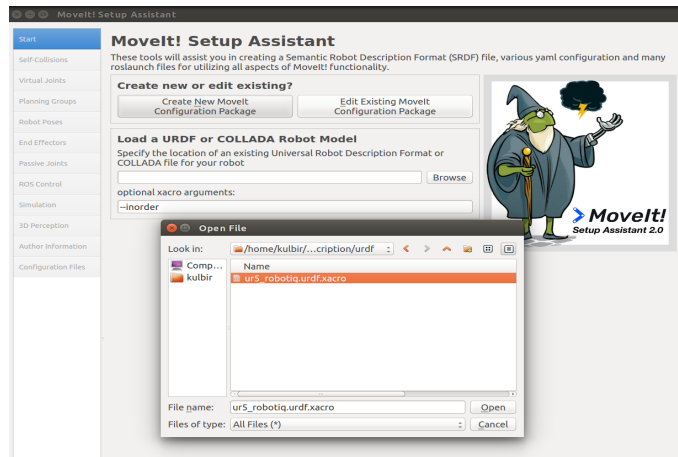 MoveIt! Setup Assistant
Start
Self-Collisions
Virtual Joints
Planning Groups
Robot Poses
End Effectors
Passive Joints
ROS Control
Simulation
3D Perception
Author Information
Configuration Files
MoveIt! Setup Assistant
These tools will assist you in creating a Semantic Robot Description Format (SRDF) file, various yaml configuration and many
roslaunch files for utilizing all aspects of MoveIt! functionality.
Create new or edit existing?
Create New MoveIt
Configuration Package
Edit Existing MoveIt
Configuration Package
Load a URDF or COLLADA Robot Model
Specify the location of an existing Universal Robot Description Format or
COLLADA file for your robot
Browse
optional xacro arguments:
--inorder
MoveIt!
Setup Assistant 2.0
Open File
Look in:
/home/kulbir/...cription/urdf
Comp...
kulbir
Name
ur5_robotiq.urdf.xacro
File name:
ur5_robotiq.urdf.xacro
Open
Files of type:
All Files (*)
Cancel